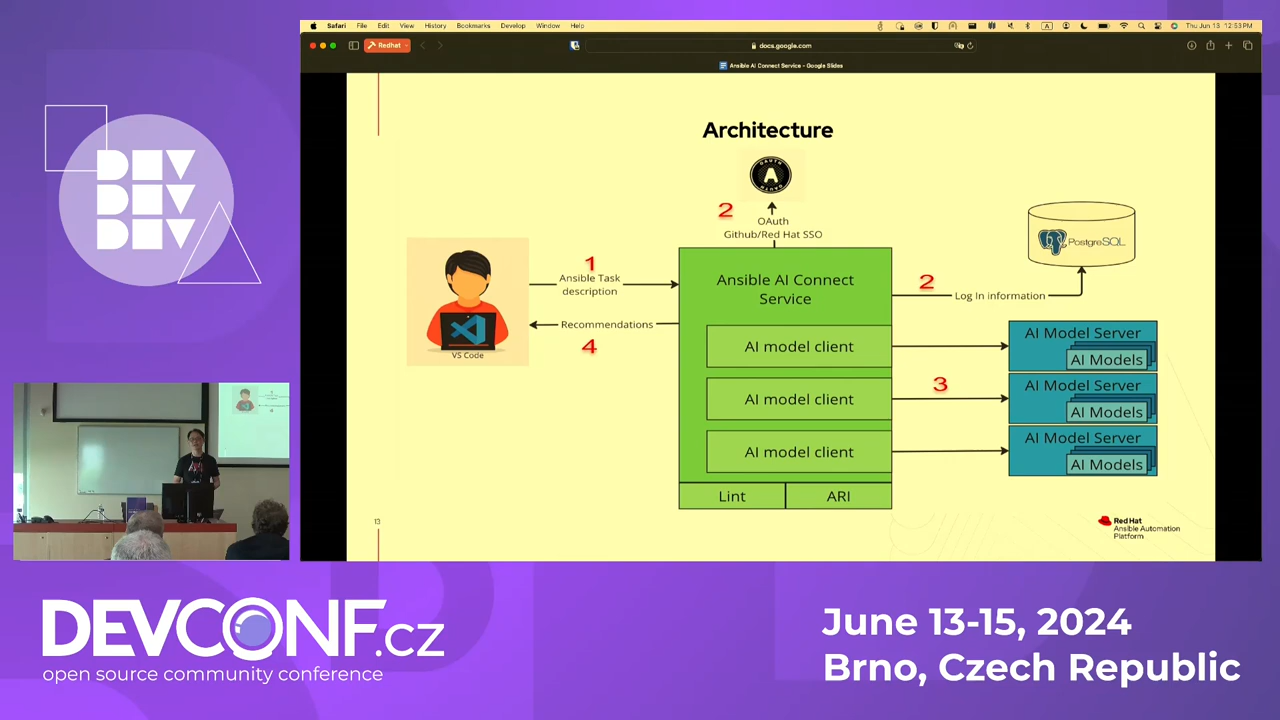 Safari File Edit View History Bookmarks Develop Window Help
A
Thu Jun 13 12:53 PM
Redhat
docs.google.com
Ansible AI Connect Service - Google Slides
DEV
DEV
DEV
Architecture
OAUTH
A
OAUTH
2
OAuth
Github/Red Hat SSO
1
Ansible Task
description
Recommendations
4
VS Code
Ansible AI Connect
Service
AI model client
AI model client
AI model client
Lint
ARI
2
Log In information
PostgreSQL
3
AI Model Server
AI Models
AI Model Server
AI Models
AI Model Server
AI Models
13
Red Hat
Ansible Automation
Platform
DEVCONF.cz
open source community conference
June 13-15, 2024
Brno, Czech Republic